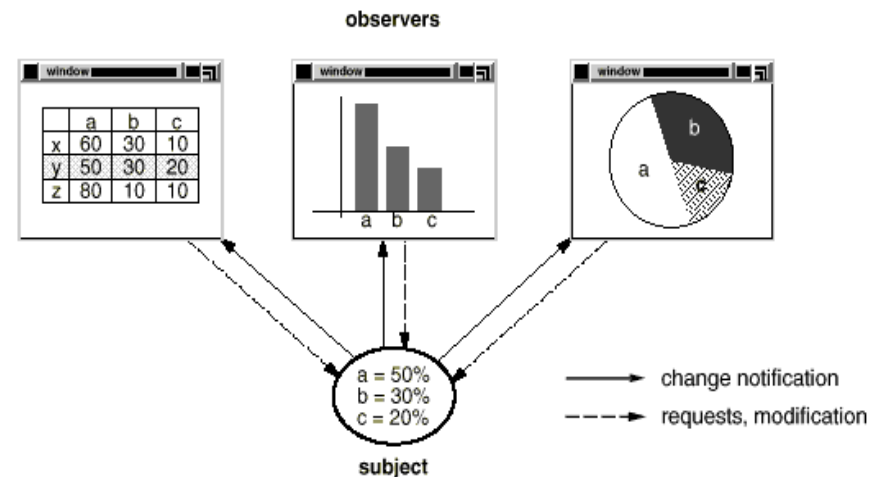 observers
window
window
window
a b c
x 60 30 10
y 50 30 20
z 80 10 10
a b c
a
b
c
a = 50%
b = 30%
c = 20%
subject
change notification
requests, modification